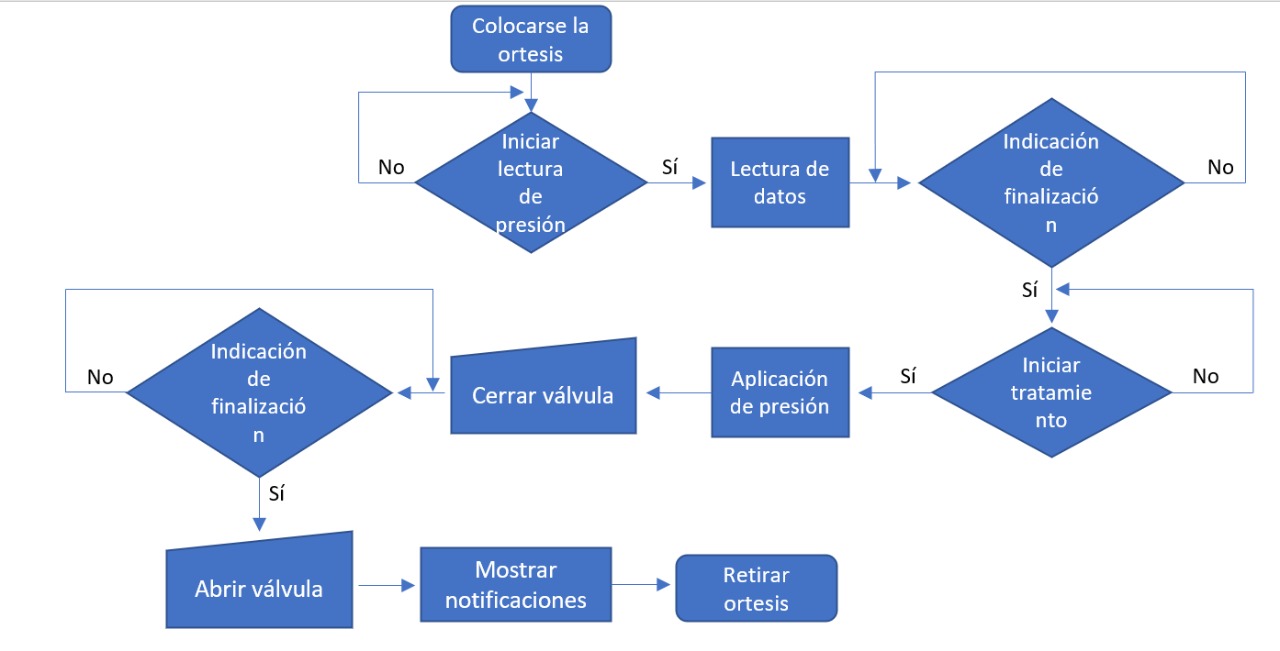 Colocarse la
ortesis
Iniciar
lectura
de
presión
No
Sí
Lectura de
datos
Indicación
de
finalizació
n
No
Sí
Iniciar
tratamie
nto
No
Sí
Aplicación
de presión
Cerrar válvula
Indicación
de
finalizació
n
No
Sí
Abrir válvula
Mostrar
notificaciones
Retirar
ortesis